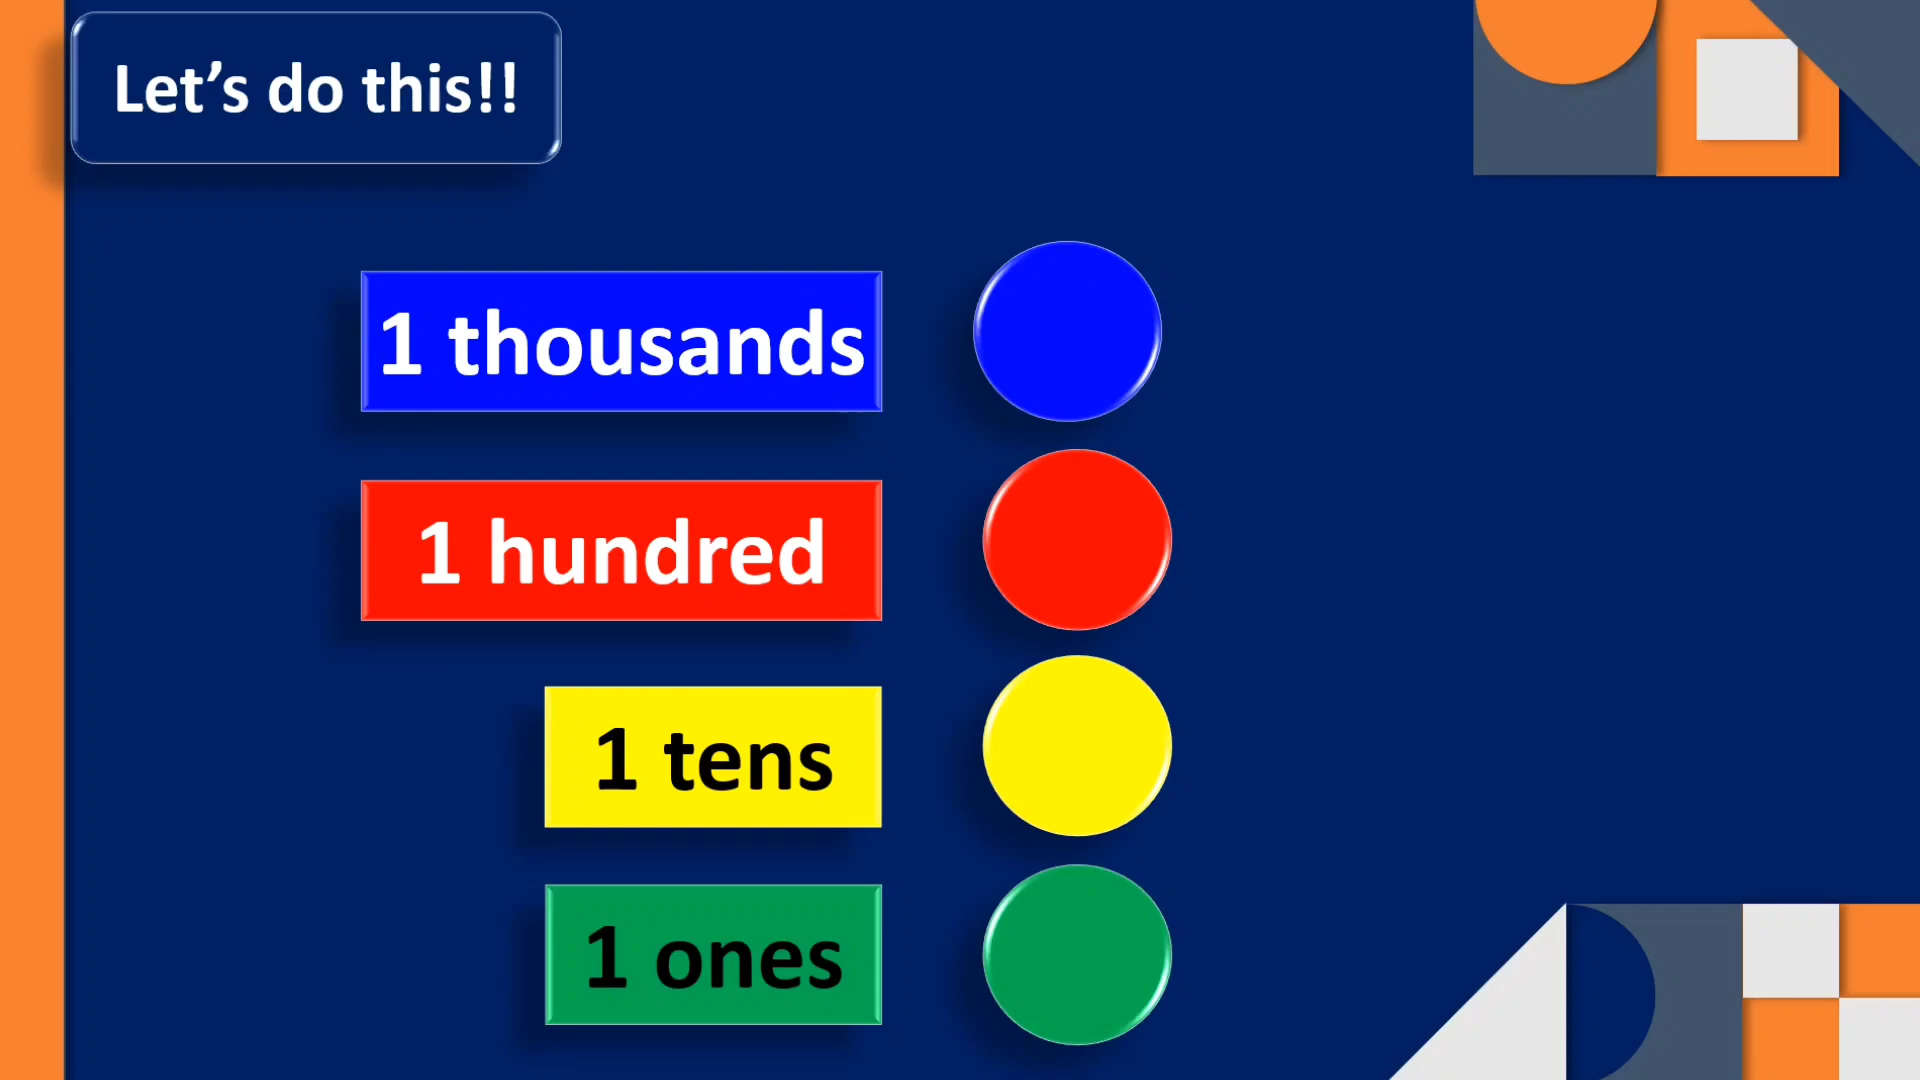 Let’s do this!!
1 thousands
1 hundred
1 tens
1 ones